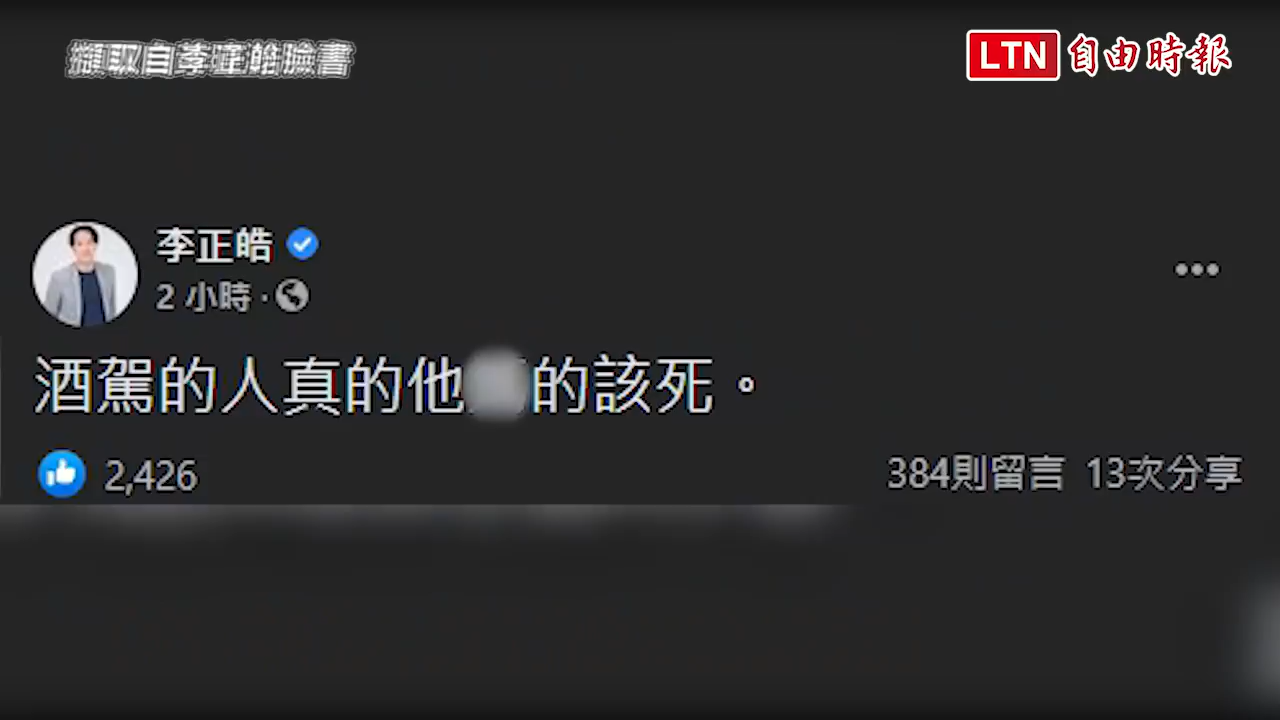 擷取自李正皓臉書
LTN 自由時報
李正皓
2 小時
酒駕的人真的他 的該死。
2,426
384則留言 13次分享